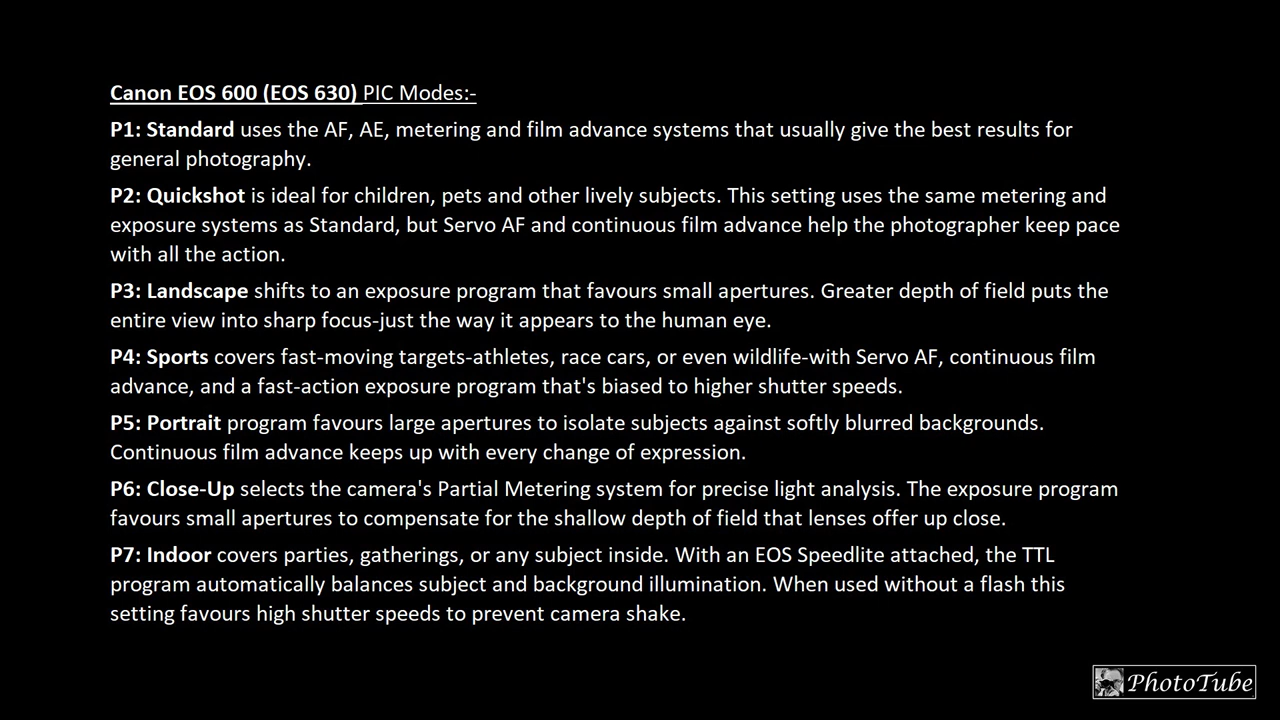 Canon EOS 600 (EOS 630) PIC Modes:-
P1: Standard uses the AF, AE, metering and film advance systems that usually give the best results for
general photography.
P2: Quickshot is ideal for children, pets and other lively subjects. This setting uses the same metering and
exposure systems as Standard, but Servo AF and continuous film advance help the photographer keep pace
with all the action.
P3: Landscape shifts to an exposure program that favours small apertures. Greater depth of field puts the
entire view into sharp focus-just the way it appears to the human eye.
P4: Sports covers fast-moving targets-athletes, race cars, or even wildlife-with Servo AF, continuous film
advance, and a fast-action exposure program that's biased to higher shutter speeds.
P5: Portrait program favours large apertures to isolate subjects against softly blurred backgrounds.
Continuous film advance keeps up with every change of expression.
P6: Close-Up selects the camera's Partial Metering system for precise light analysis. The exposure program
favours small apertures to compensate for the shallow depth of field that lenses offer up close.
P7: Indoor covers parties, gatherings, or any subject inside. With an EOS Speedlite attached, the TTL
program automatically balances subject and background illumination. When used without a flash this
setting favours high shutter speeds to prevent camera shake.
PhotoTube